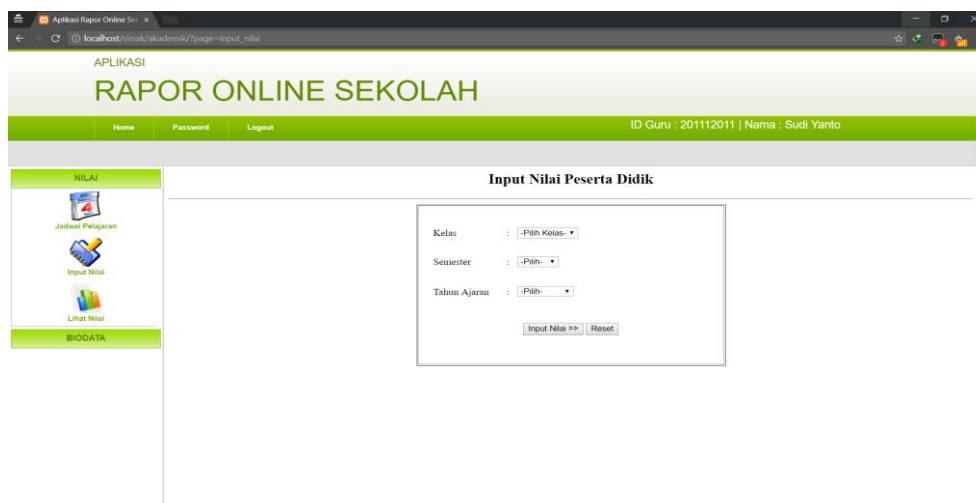 Aplikasi Rapor Online Se
localhost/sirsak/akademik/?page=input_nilai
APLIKASI
RAPOR ONLINE SEKOLAH
Home Password Logout
ID Guru : 201112011 | Nama : Sudi Yanto
NILAI
Jadwal Pelajaran
Input Nilai
Lihat Nilai
BIODATA
Input Nilai Peserta Didik
Kelas : -Pilih Kelas-
Semester : -Pilih-
Tahun Ajaran : -Pilih-
Input Nilai >> Reset